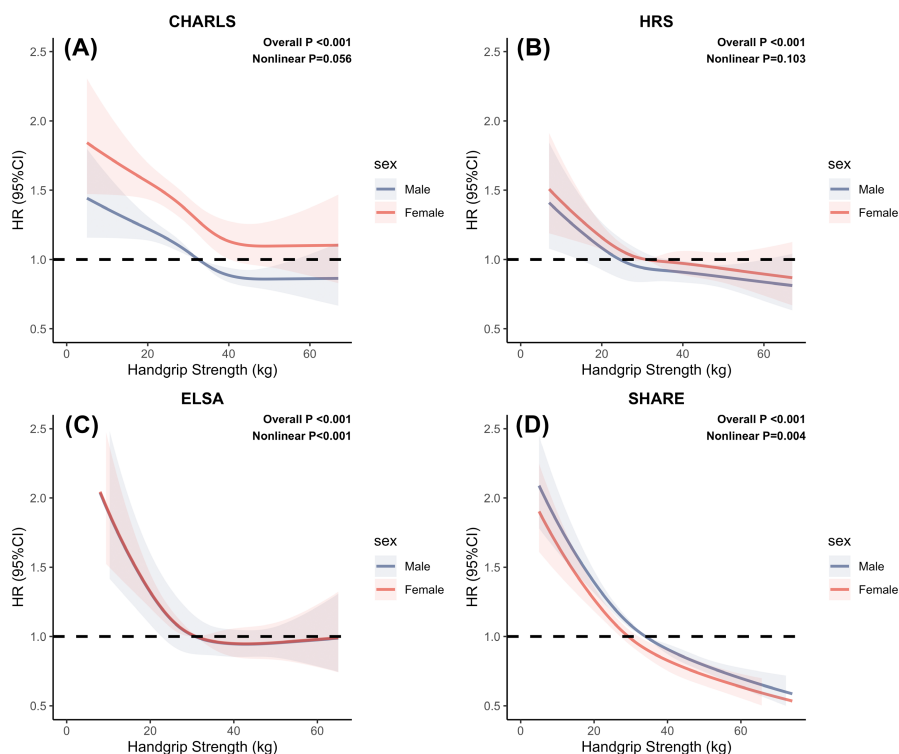 CHARLS
(A)
Overall P <0.001
Nonlinear P=0.056
HR (95%CI)
2.5
2.0
1.5
1.0
0.5
0 20 40 60
Handgrip Strength (kg)
sex
Male
Female
HRS
(B)
Overall P <0.001
Nonlinear P=0.103
HR (95%CI)
2.5
2.0
1.5
1.0
0.5
0 20 40 60
Handgrip Strength (kg)
sex
Male
Female
ELSA
(C)
Overall P <0.001
Nonlinear P<0.001
HR (95%CI)
2.5
2.0
1.5
1.0
0.5
0 20 40 60
Handgrip Strength (kg)
sex
Male
Female
SHARE
(D)
Overall P <0.001
Nonlinear P=0.004
HR (95%CI)
2.5
2.0
1.5
1.0
0.5
0 20 40 60
Handgrip Strength (kg)
sex
Male
Female